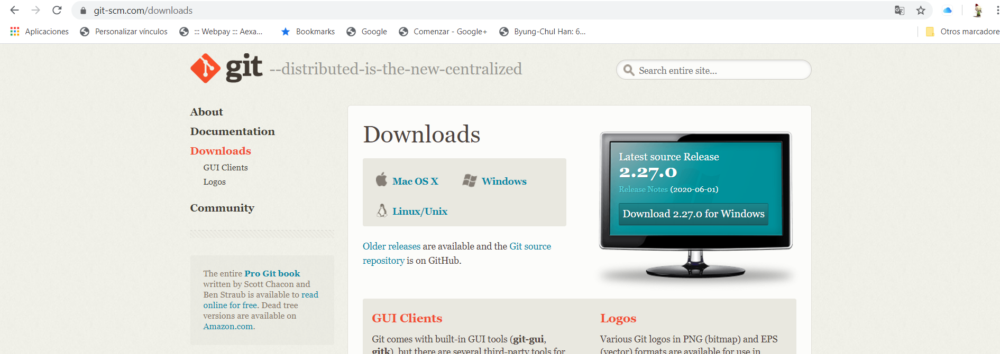 git-scm.com/downloads
Aplicaciones
Personalizar vínculos
::: Webpay ::: Aexa...
Bookmarks
Google
Comenzar - Google+
Byung-Chul Han: 6...
Otros marcadore
git --distributed-is-the-new-centralized
Search entire site...
About
Documentation
Downloads
GUI Clients
Logos
Community
The entire Pro Git book
written by Scott Chacon and
Ben Straub is available to read
online for free. Dead tree
versions are available on
Amazon.com.
Downloads
Mac OS X
Windows
Linux/Unix
Older releases are available and the Git source
repository is on GitHub.
Latest source Release
2.27.0
Release Notes (2020-06-01)
Download 2.27.0 for Windows
GUI Clients
Git comes with built-in GUI tools (git-gui,
gitk), but there are several third-party tools for
Logos
Various Git logos in PNG (bitmap) and EPS
(vector) formats are available for use in